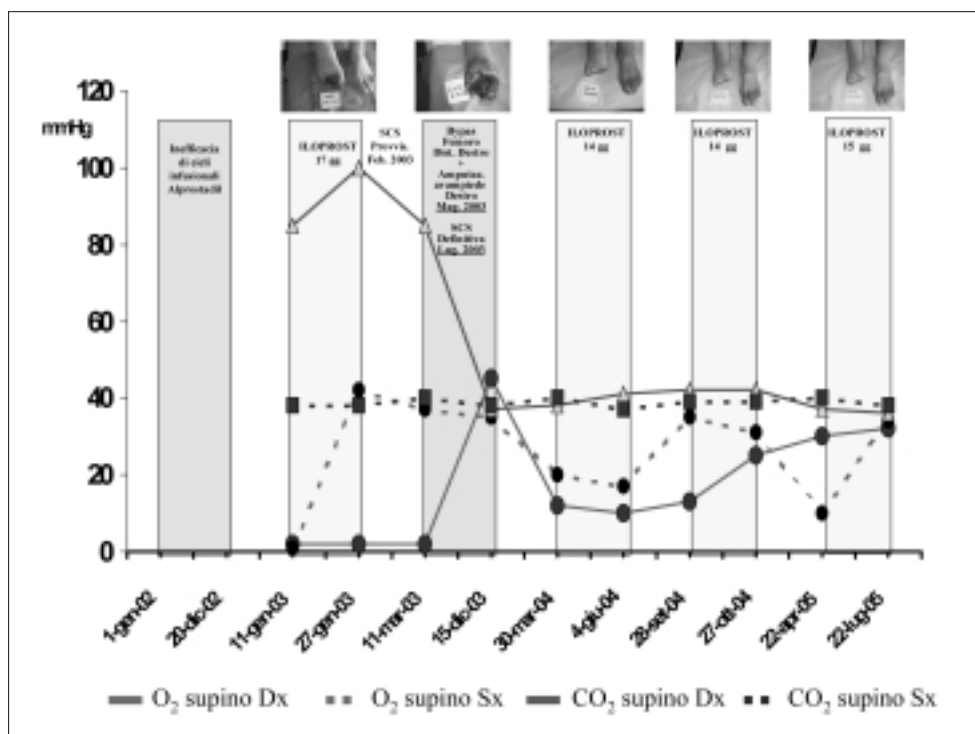 120
mmHg
100
80
60
40
20
0
Inefficacia
di cicli
infusionali
Alprostadil
ILOPROST
17 gg
SCS
Provvis.
Feb. 2003
Bypass
Femoro
Dist. Destro
+
Amputaz.
avampiede
Destro
Mag. 2003
SCS
Definitiva
Lug. 2003
ILOPROST
14 gg
ILOPROST
14 gg
ILOPROST
15 gg
1-gen-02
20-dic-02
11-gen-03
27-gen-03
11-mar-03
15-dic-03
30-mar-04
4-giu-04
28-set-04
27-ott-04
22-apr-05
22-lug-05
O₂ supino Dx
O₂ supino Sx
CO₂ supino Dx
CO₂ supino Sx